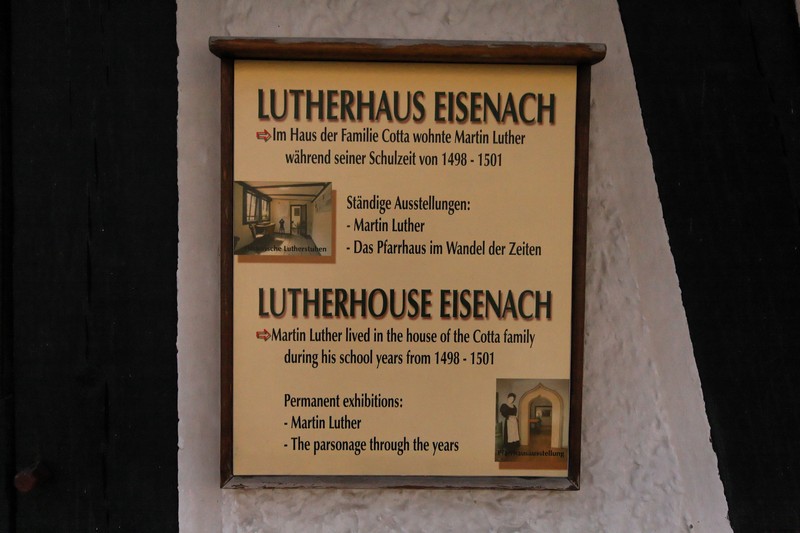 LUTHERHAUS EISENACH
Im Haus der Familie Cotta wohnte Martin Luther
während seiner Schulzeit von 1498 - 1501
Ständige Ausstellungen:
- Martin Luther
- Das Pfarrhaus im Wandel der Zeiten
Lutherstuben
LUTHERHOUSE EISENACH
Martin Luther lived in the house of the Cotta family
during his school years from 1498 - 1501
Permanent exhibitions:
- Martin Luther
- The parsonage through the years